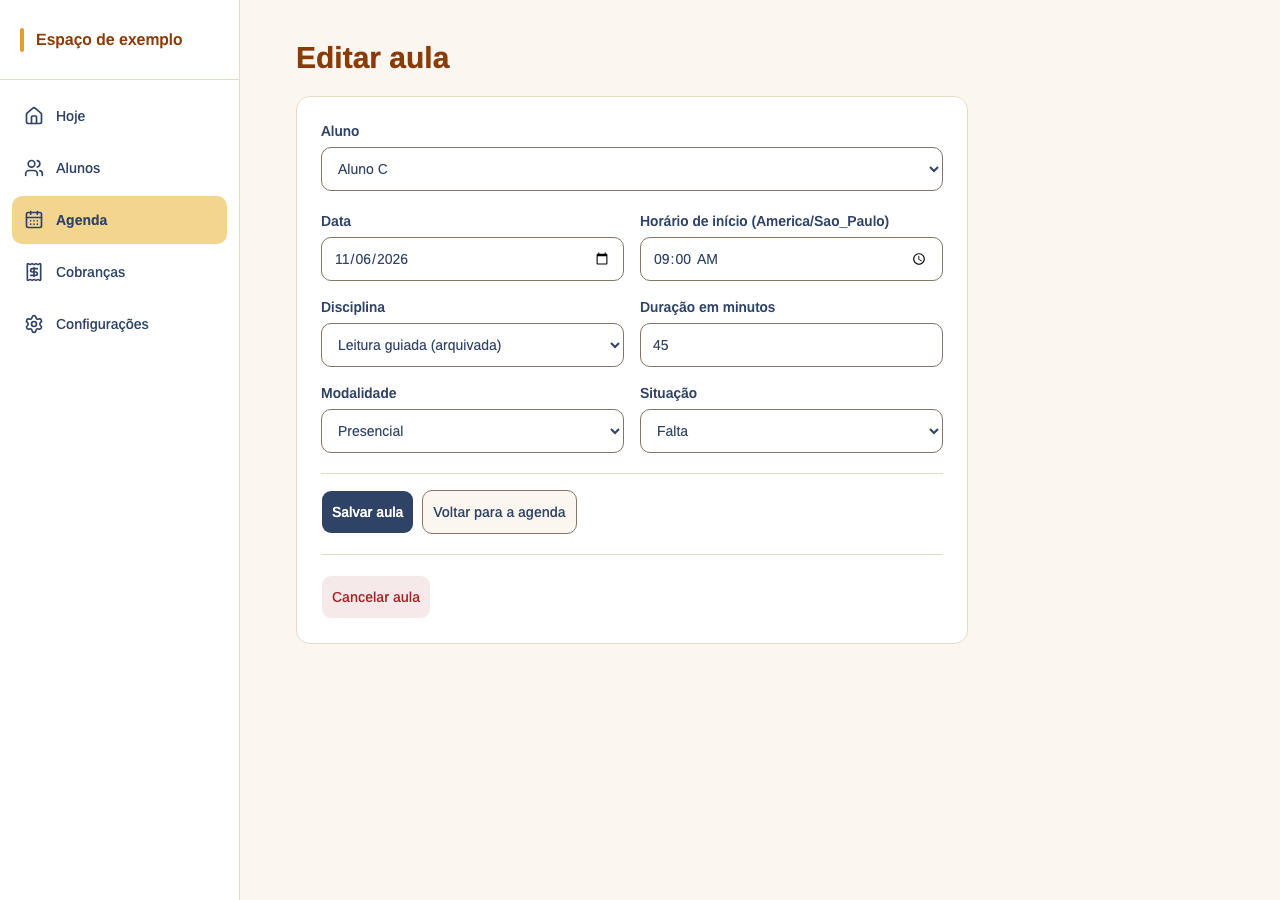 Espaço de exemplo
Hoje
Alunos
Agenda
Cobranças
Configurações
Editar aula
Aluno
Aluno C
Data
Horário de início (America/Sao_Paulo)
11/06/2026
09:00 AM
Disciplina
Duração em minutos
Leitura guiada (arquivada)
45
Modalidade
Situação
Presencial
Falta
Salvar aula
Voltar para a agenda
Cancelar aula